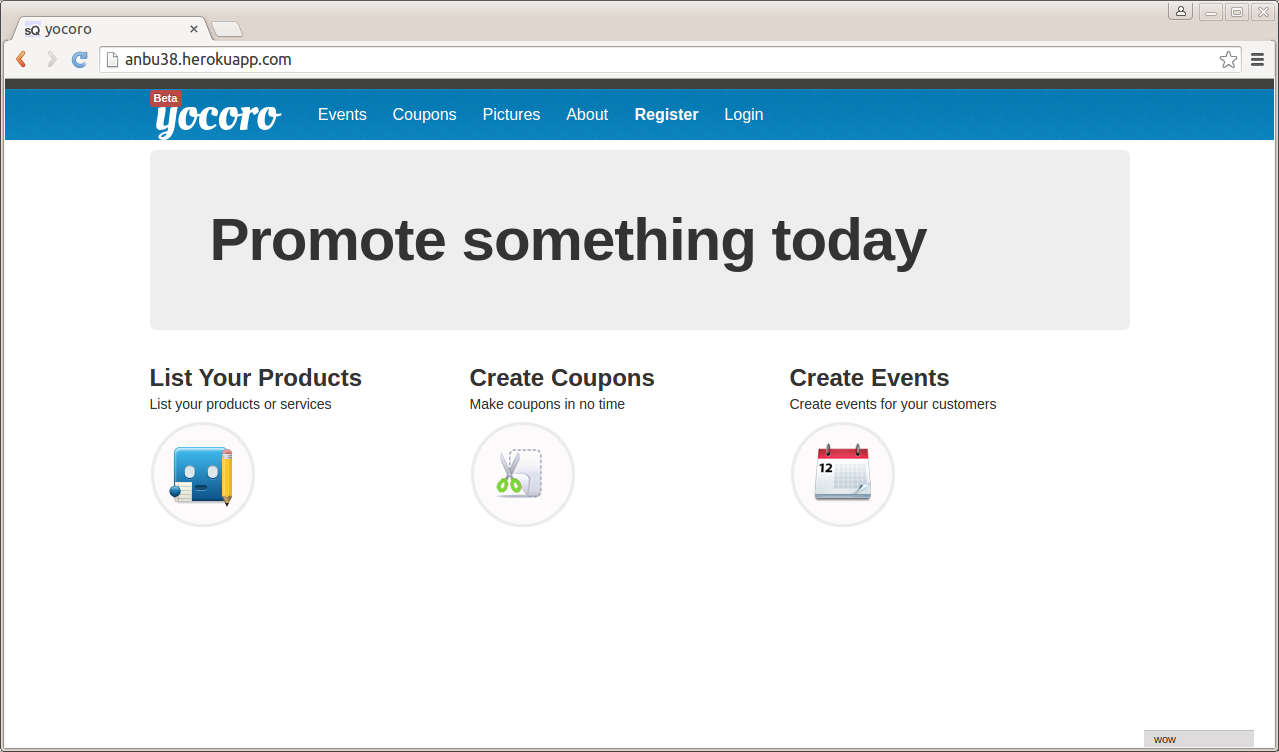 sQ yocoro
anbu38.herokuapp.com
Beta
yocoro Events Coupons Pictures About Register Login
Promote something today
List Your Products Create Coupons Create Events
List your products or services Make coupons in no time Create events for your customers
12
wow